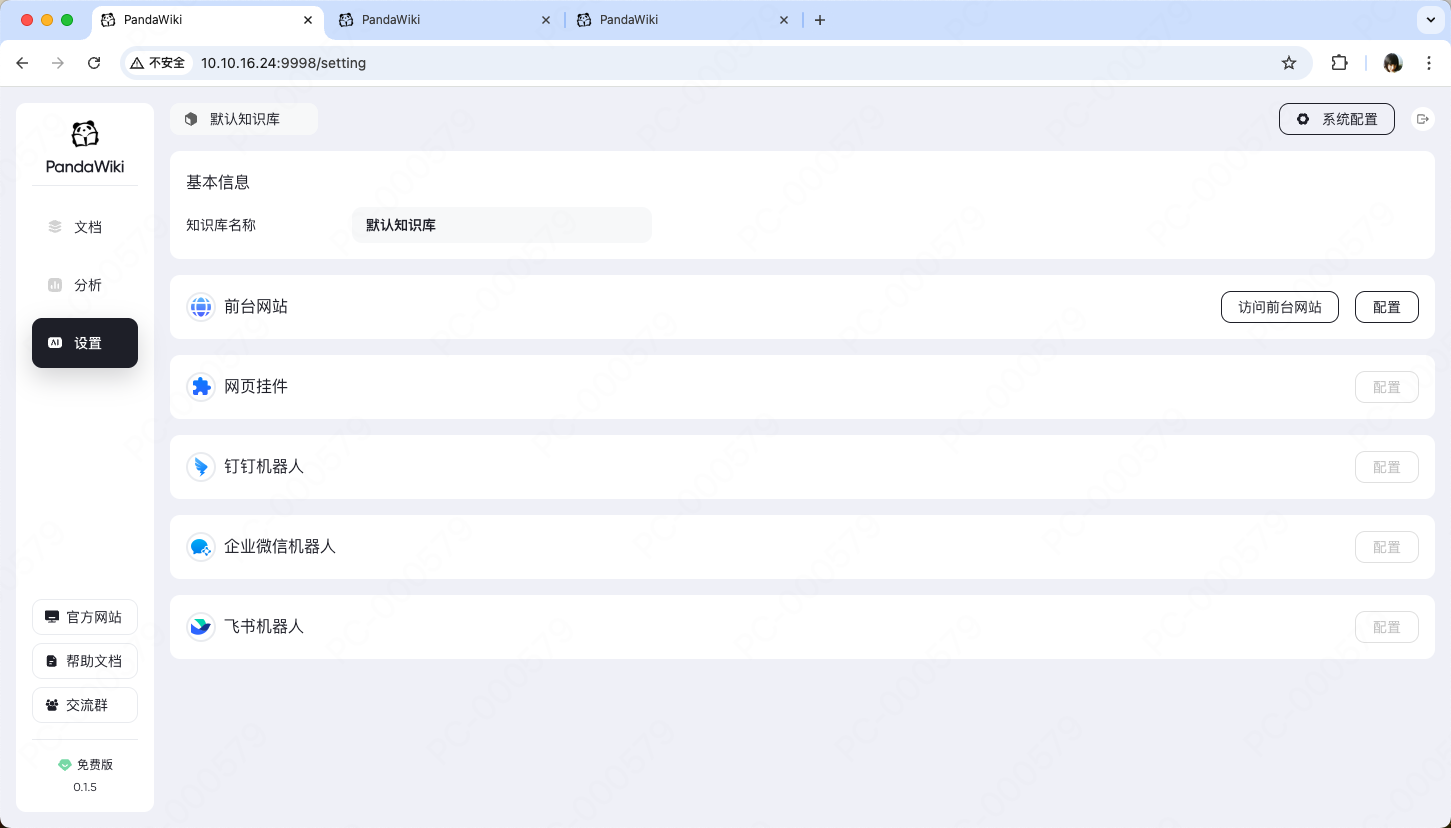 PandaWiki
PandaWiki
PandaWiki
不安全
10.10.16.24:9998/setting
PandaWiki
文档
分析
AI 设置
官方网站
帮助文档
交流群
免费版
0.1.5
默认知识库
系统配置
基本信息
知识库名称
默认知识库
前台网站
访问前台网站
配置
网页挂件
配置
钉钉机器人
配置
企业微信机器人
配置
飞书机器人
配置
PC-000579